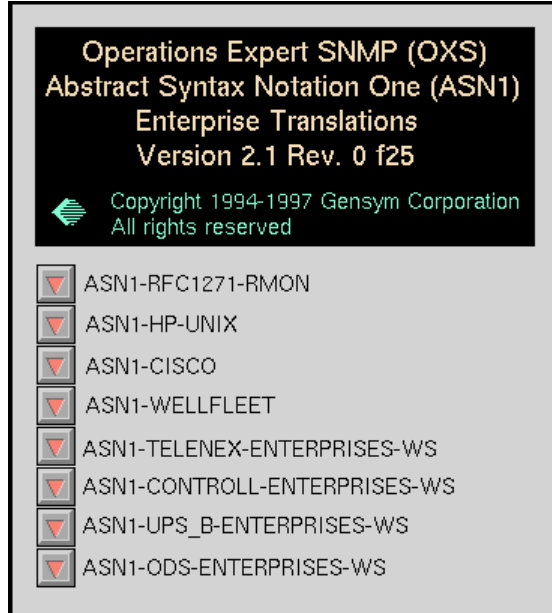 Operations Expert SNMP (OXS)
Abstract Syntax Notation One (ASN1)
Enterprise Translations
Version 2.1 Rev. 0 f25
Copyright 1994-1997 Gensym Corporation
All rights reserved
ASN1-RFC1271-RMON
ASN1-HP-UNIX
ASN1-CISCO
ASN1-WELLFLEET
ASN1-TELENEX-ENTERPRISES-WS
ASN1-CONTROLL-ENTERPRISES-WS
ASN1-UPS_B-ENTERPRISES-WS
ASN1-ODS-ENTERPRISES-WS